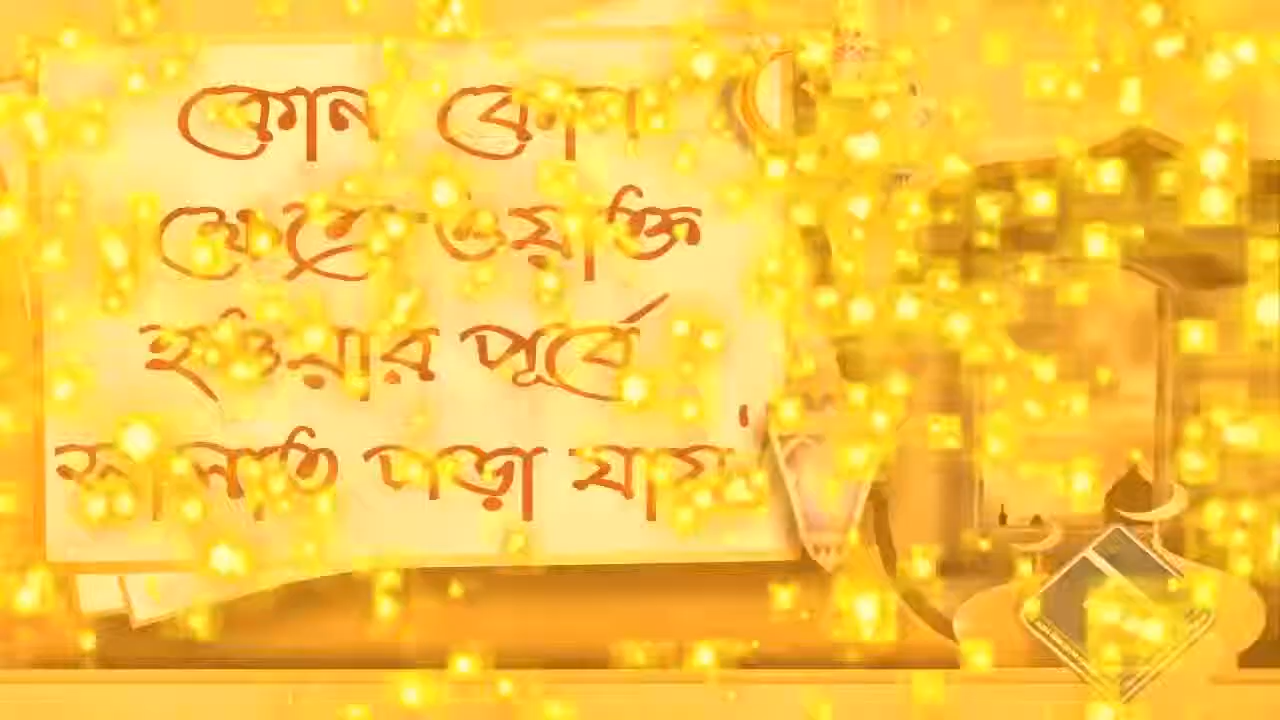 কোন কোন
ক্ষেত্রে ওয়াক্ত
হওয়ার পূর্বে
সালাত পড়া যায়